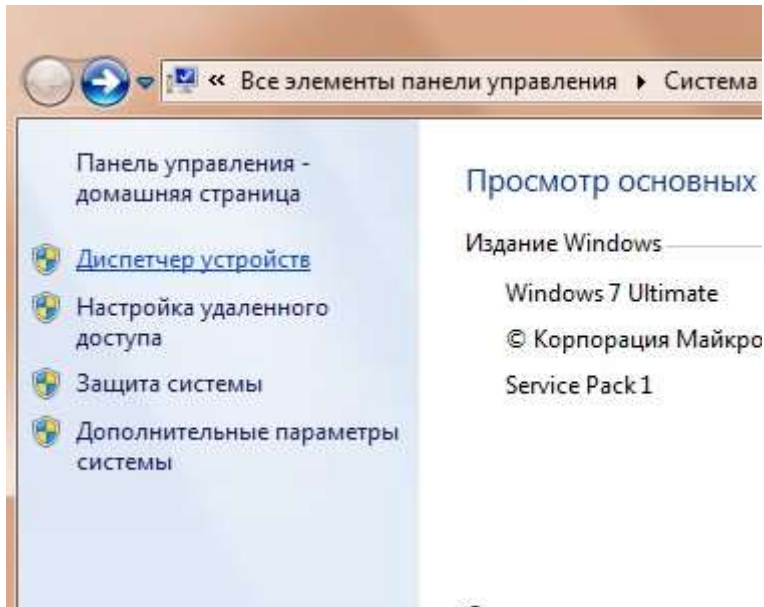 « Все элементы панели управления ▸ Система
Панель управления -
домашняя страница
Просмотр основных
Диспетчер устройств
Издание Windows
Настройка удаленного
доступа
Windows 7 Ultimate
© Корпорация Майкро
Защита системы
Service Pack 1
Дополнительные параметры
системы